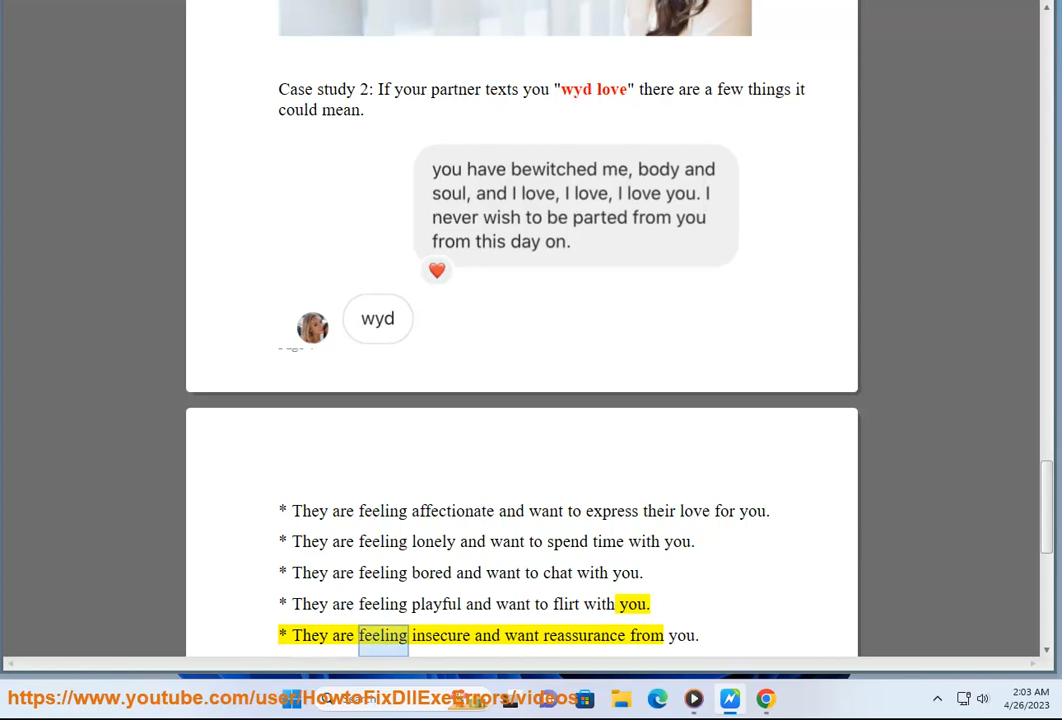 Case study 2: If your partner texts you "wyd love" there are a few things it
could mean.
you have bewitched me, body and
soul, and I love, I love, I love you. I
never wish to be parted from you
from this day on.
wyd
* They are feeling affectionate and want to express their love for you.
* They are feeling lonely and want to spend time with you.
* They are feeling bored and want to chat with you.
* They are feeling playful and want to flirt with you.
* They are feeling insecure and want reassurance from you.
https://www.youtube.com/user/HowtoFixDllExeErrors/videos
Search
2:03 AM
4/26/2023